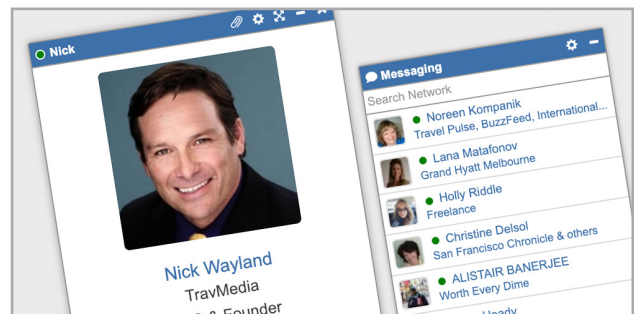 Nick
Nick Wayland
TravMedia
& Founder
Messaging
Search Network
Noreen Kompanik
Travel Pulse, BuzzFeed, International...
Lana Matafonov
Grand Hyatt Melbourne
Holly Riddle
Freelance
Christine Delsol
San Francisco Chronicle & others
ALISTAIR BANERJEE
Worth Every Dime